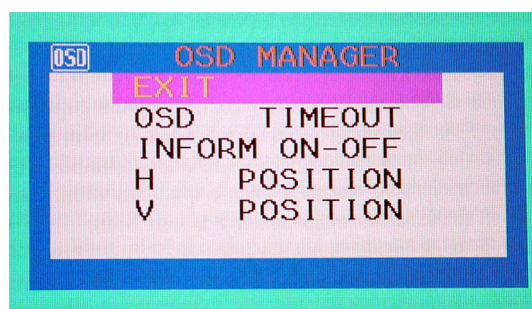 OSD OSD MANAGER
EXIT
OSD TIMEOUT
INFORM ON-OFF
H POSITION
V POSITION